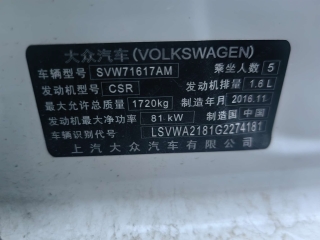 大众汽车(VOLKSWAGEN)
车辆型号 SVW71617AM 乘坐人数 5
发动机型号 CSR 发动机排量 1.6L
最大允许总质量 1720kg 制造年月 2016.11
发动机最大净功率 81kW 制造国 中国
车辆识别代号 LSVWA2181G2274181
上汽大众汽车有限公司